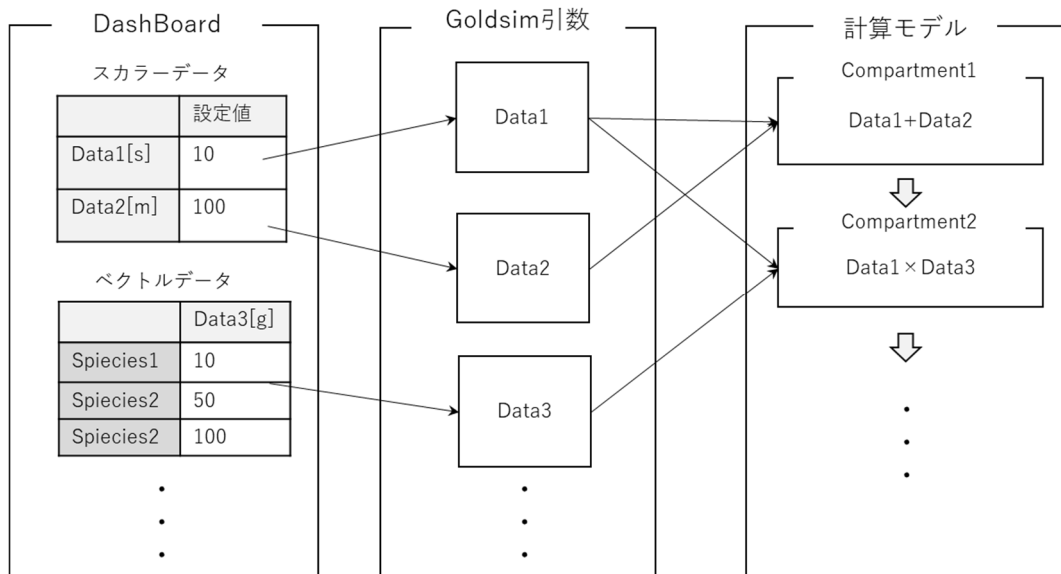 DashBoard
スカラーデータ
設定値
Data1[s] 10
Data2[m] 100
ベクトルデータ
Data3[g]
Spiecies1 10
Spiecies2 50
Spiecies2 100
Goldsim引数
Data1
Data2
Data3
計算モデル
Compartment1
Data1+Data2
Compartment2
Data1×Data3